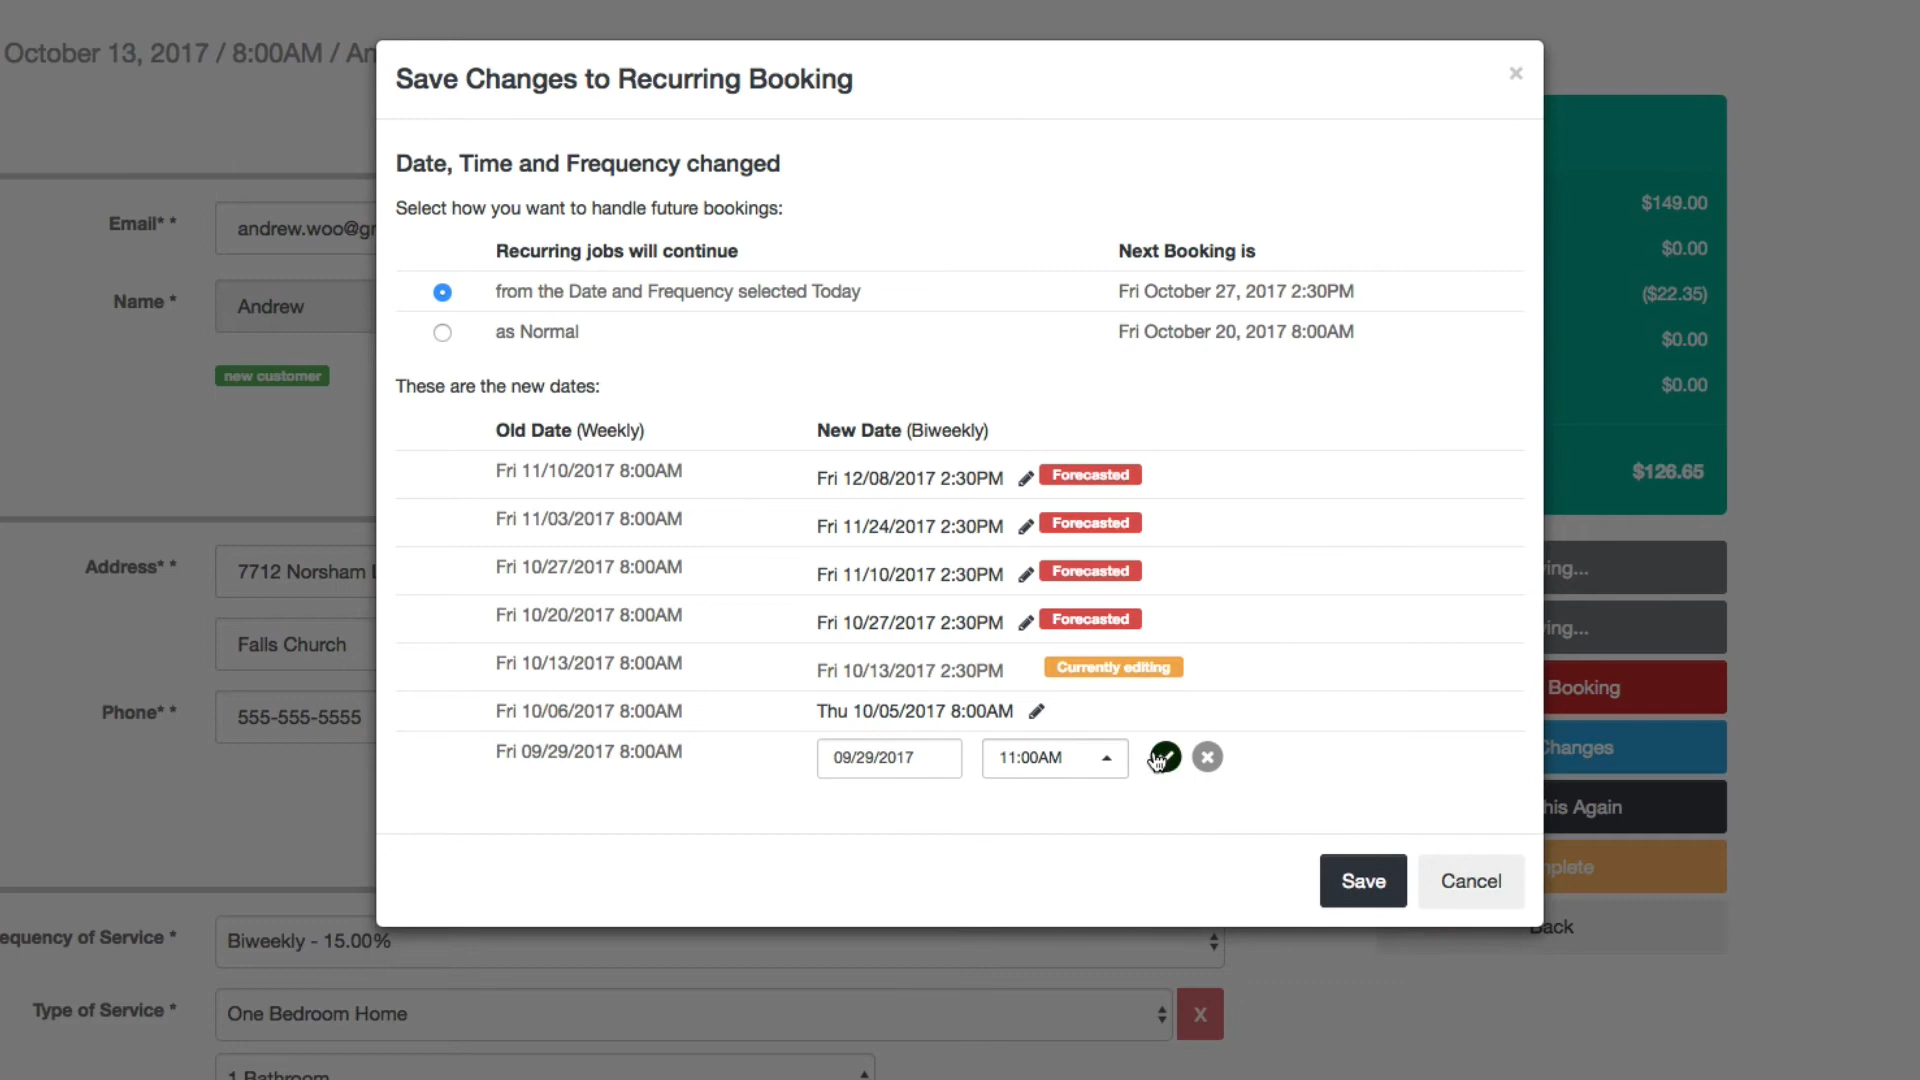 October 13, 2017 / 8:00AM / An
Save Changes to Recurring Booking
×
Date, Time and Frequency changed
Select how you want to handle future bookings:
Recurring jobs will continue Next Booking is
from the Date and Frequency selected Today Fri October 27, 2017 2:30PM
as Normal Fri October 20, 2017 8:00AM
These are the new dates:
Old Date (Weekly) New Date (Biweekly)
Fri 11/10/2017 8:00AM Fri 12/08/2017 2:30PM Forecasted
Fri 11/03/2017 8:00AM Fri 11/24/2017 2:30PM Forecasted
Fri 10/27/2017 8:00AM Fri 11/10/2017 2:30PM Forecasted
Fri 10/20/2017 8:00AM Fri 10/27/2017 2:30PM Forecasted
Fri 10/13/2017 8:00AM Fri 10/13/2017 2:30PM Currently editing
Fri 10/06/2017 8:00AM Thu 10/05/2017 8:00AM
Fri 09/29/2017 8:00AM 09/29/2017 11:00AM
Save Cancel
Email* * andrew.woo@gr
Name * Andrew
new customer
Address* * 7712 Norsham L
Falls Church
Phone* * 555-555-5555
equency of Service * Biweekly - 15.00%
Type of Service * One Bedroom Home X
1 Bathroom
$149.00
$0.00
($22.35)
$0.00
$0.00
$126.65
ing...
ing...
Booking
Changes
his Again
plete
Back